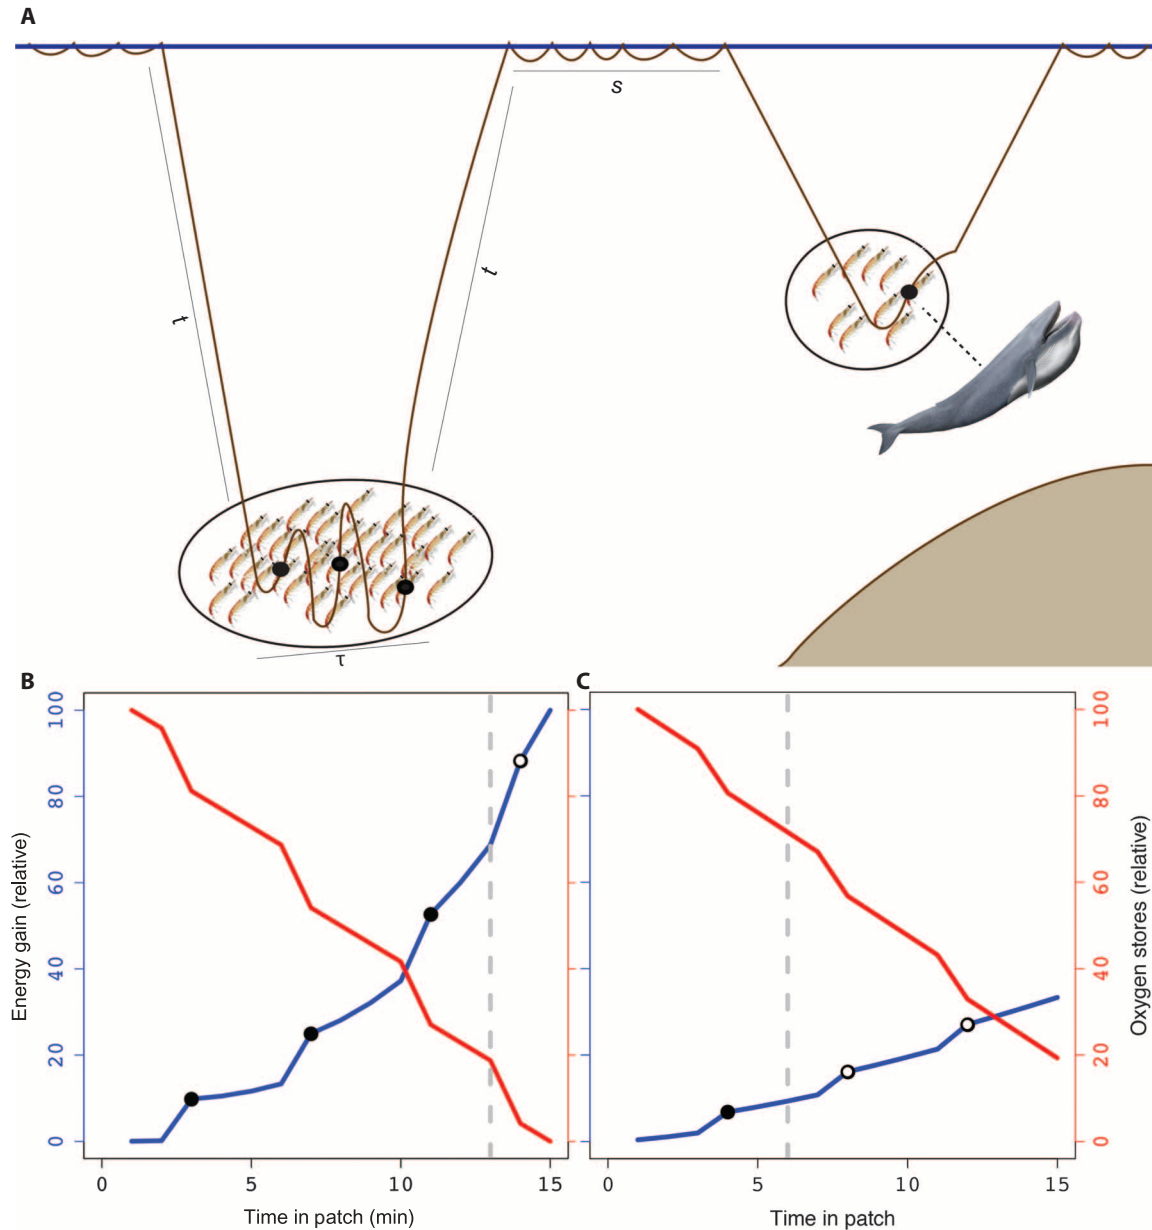 A
s
t
t
τ
B
C
100
80
60
40
20
0
Energy gain (relative)
0
5
10
15
Time in patch (min)
0
5
10
15
Time in patch
100
80
60
40
20
0
Oxygen stores (relative)